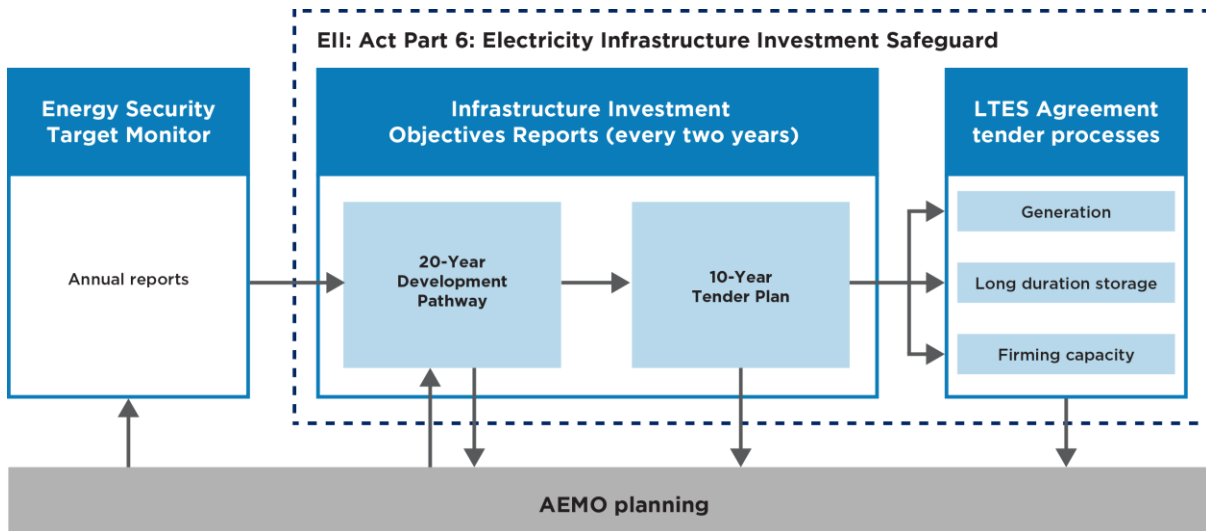 EII: Act Part 6: Electricity Infrastructure Investment Safeguard
Energy Security
Target Monitor
Annual reports
Infrastructure Investment
Objectives Reports (every two years)
20-Year
Development
Pathway
10-Year
Tender Plan
LTES Agreement
tender processes
Generation
Long duration storage
Firming capacity
AEMO planning